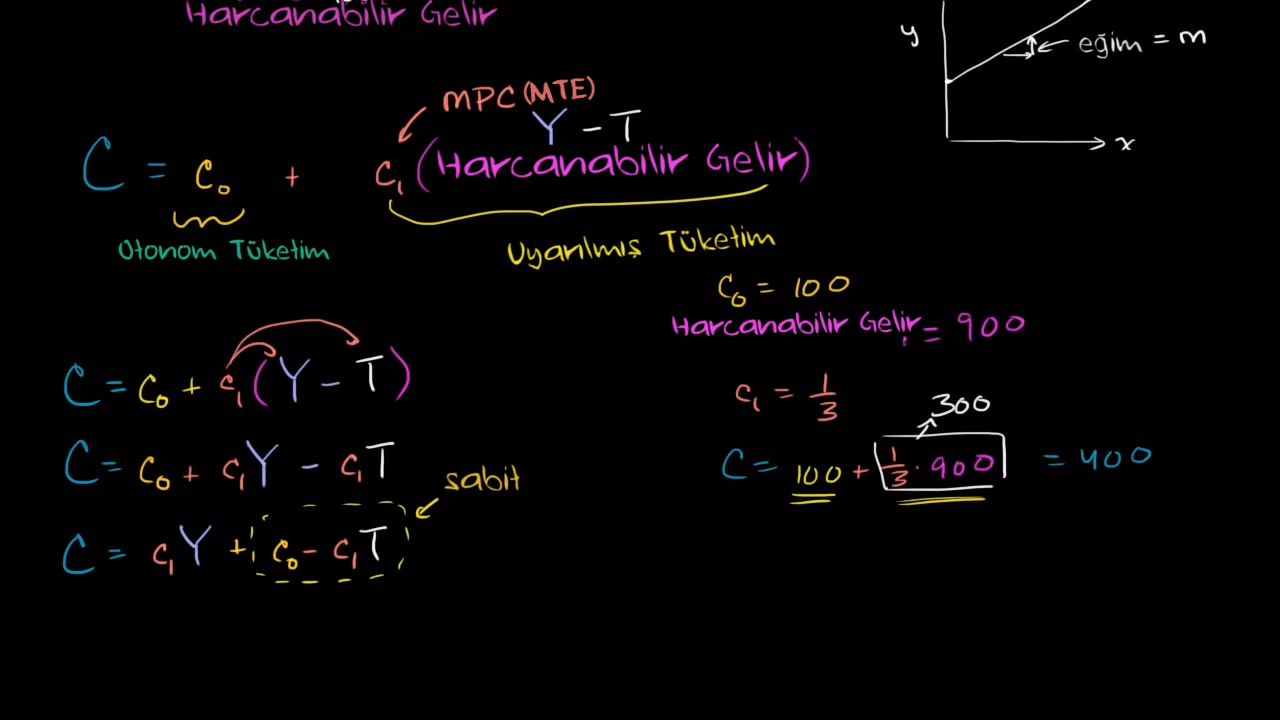 Harcanabilir Gelir
y
eğim = m
x
MPC (MTE)
Y - T
C = c₀ + c₁ (Harcanabilir Gelir)
Otonom Tüketim
Uyarılmış Tüketim
c₀ = 100
Harcanabilir Gelir = 900
C = c₀ + c₁ (Y - T)
c₁ = 1/3
300
C = c₀ + c₁Y - c₁T
C = 100 + 1/3 · 900 = 400
sabit
C = c₁Y + c₀ - c₁T